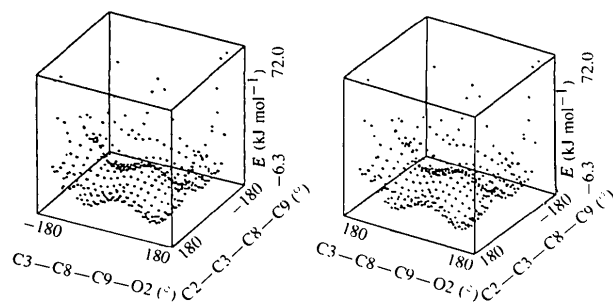 72.0
E (kJ mol⁻¹)
−6.3
−180
180
180
−180
C3—C8—C9—O2 (°)
C2—C3—C8—C9 (°)
72.0
E (kJ mol⁻¹)
−6.3
−180
180
180
−180
C3—C8—C9—O2 (°)
C2—C3—C8—C9 (°)